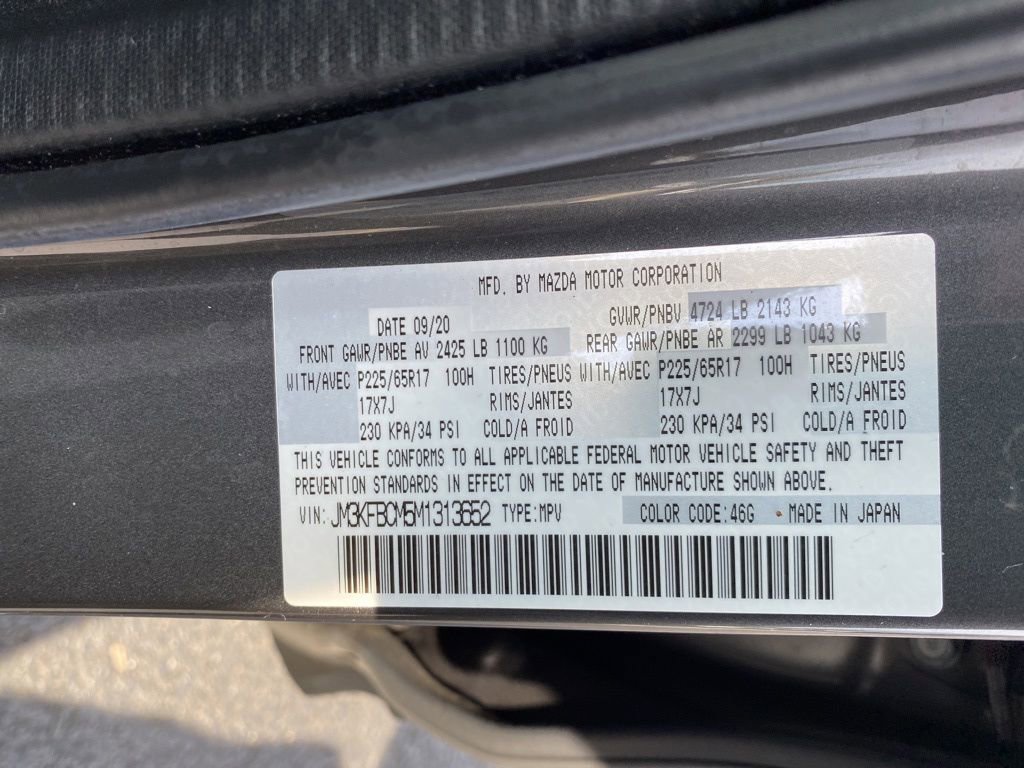 MFD. BY MAZDA MOTOR CORPORATION
DATE 09/20 GVWR/PNBV 4724 LB 2143 KG
FRONT GAWR/PNBE AV 2425 LB 1100 KG REAR GAWR/PNBE AR 2299 LB 1043 KG
WITH/AVEC P225/65R17 100H TIRES/PNEUS WITH/AVEC P225/65R17 100H TIRES/PNEUS
17X7J RIMS/JANTES 17X7J RIMS/JANTES
230 KPA/34 PSI COLD/A FROID 230 KPA/34 PSI COLD/A FROID
THIS VEHICLE CONFORMS TO ALL APPLICABLE FEDERAL MOTOR VEHICLE SAFETY AND THEFT
PREVENTION STANDARDS IN EFFECT ON THE DATE OF MANUFACTURE SHOWN ABOVE.
VIN: JM3KFBCM5M1313652 TYPE:MPV COLOR CODE:46G MADE IN JAPAN